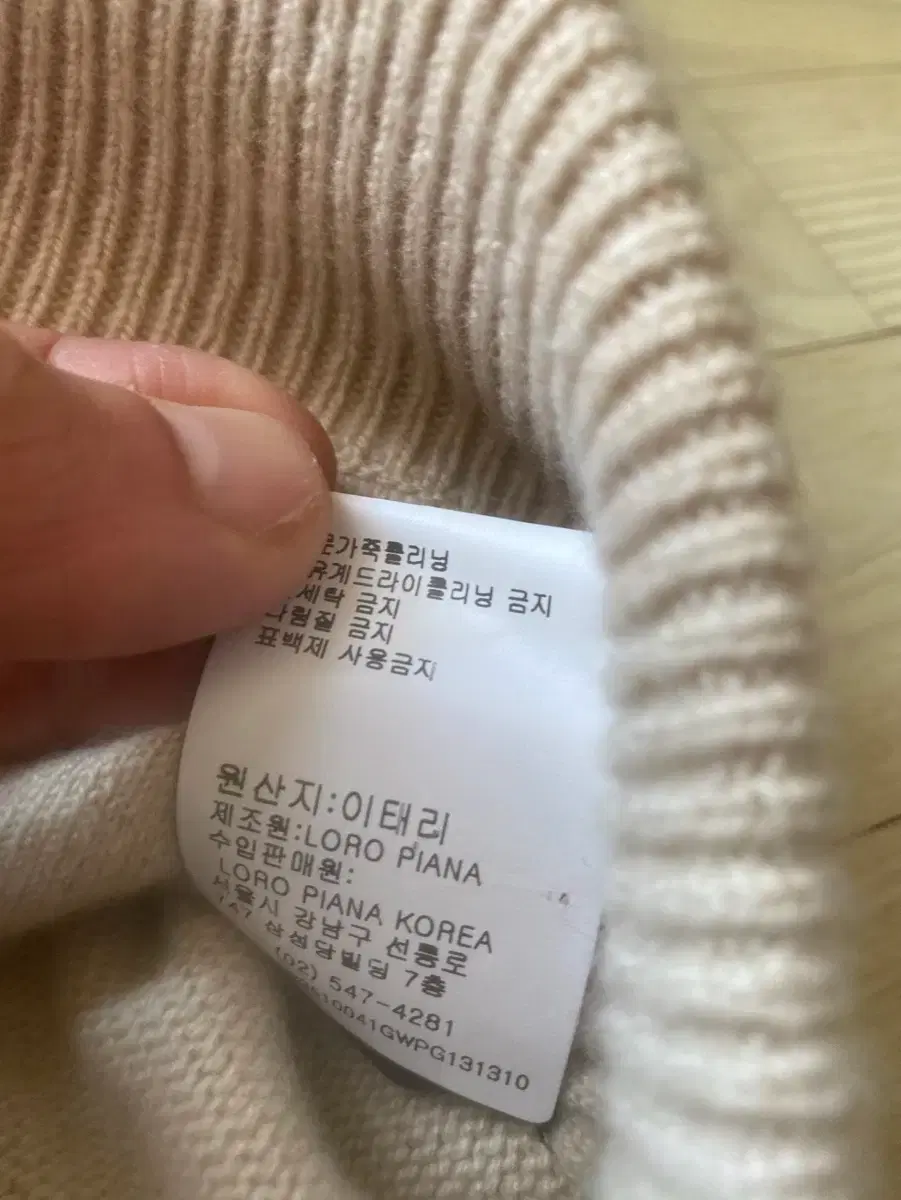 가죽클리닝
유계드라이클리닝 금지
세탁 금지
다림질 금지
표백제 사용금지
원산지:이태리
제조원:LORO PIANA
수입판매원:
LORO PIANA KOREA
서울시 강남구 선릉로
747 삼성당빌딩 7층
(02) 547-4281
10041GWPG131310